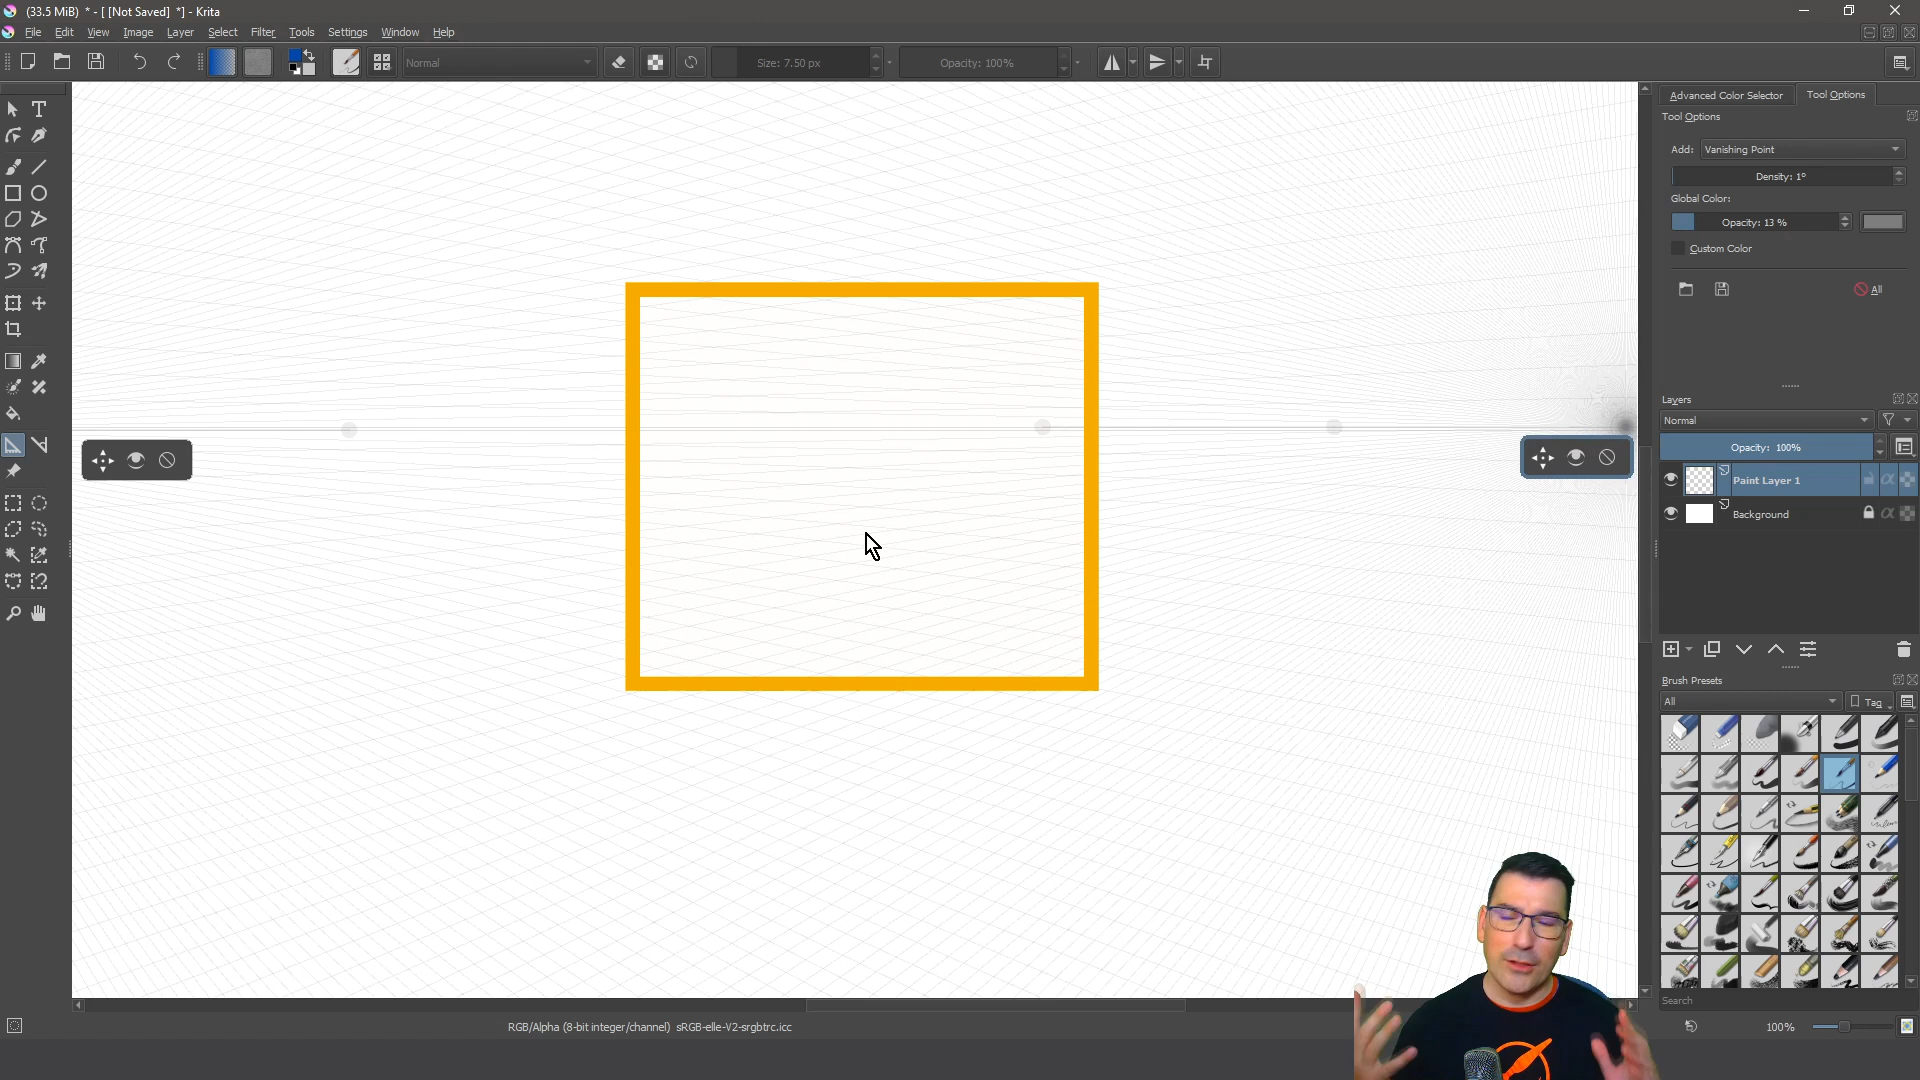 (33.5 MiB) * - [ [Not Saved] *] - Krita
File Edit View Image Layer Select Filter Tools Settings Window Help
Normal
Size: 7.50 px
Opacity: 100%
Advanced Color Selector
Tool Options
Tool Options
Add: Vanishing Point
Density: 1°
Global Color:
Opacity: 13 %
Custom Color
All
Layers
Normal
Opacity: 100%
Paint Layer 1
Background
Brush Presets
All
Tag
Search
RGB/Alpha (8-bit integer/channel) sRGB-elle-V2-srgbtrc.icc
100%